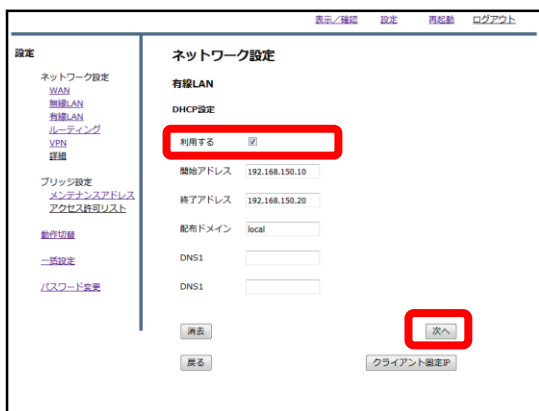 表示／確認 設定 再起動 ログアウト
設定
ネットワーク設定
WAN
無線LAN
有線LAN
ルーティング
VPN
詳細
ブリッジ設定
メンテナンスアドレス
アクセス許可リスト
動作切替
一括設定
パスワード変更
ネットワーク設定
有線LAN
DHCP設定
利用する
開始アドレス 192.168.150.10
終了アドレス 192.168.150.20
配布ドメイン local
DNS1
DNS1
消去 次へ
戻る クライアント固定IP